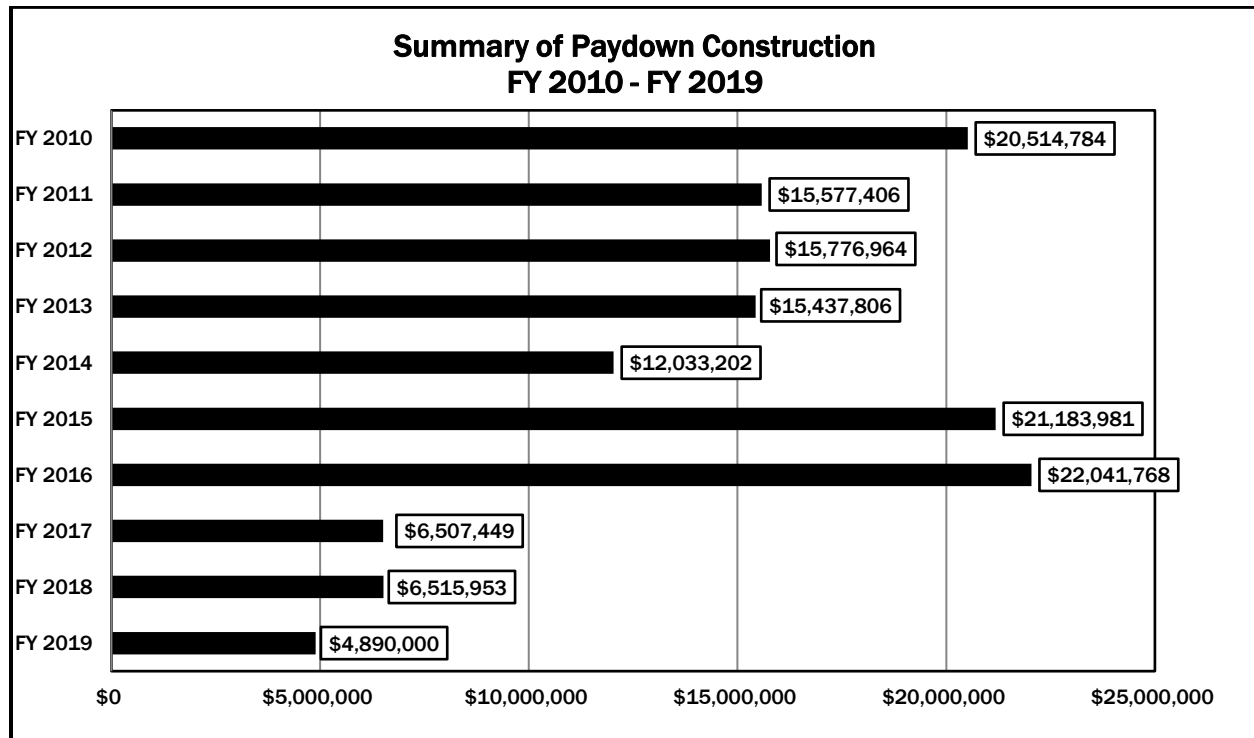 Summary of Paydown Construction
FY 2010 - FY 2019
FY 2010 $20,514,784
FY 2011 $15,577,406
FY 2012 $15,776,964
FY 2013 $15,437,806
FY 2014 $12,033,202
FY 2015 $21,183,981
FY 2016 $22,041,768
FY 2017 $6,507,449
FY 2018 $6,515,953
FY 2019 $4,890,000
$0 $5,000,000 $10,000,000 $15,000,000 $20,000,000 $25,000,000